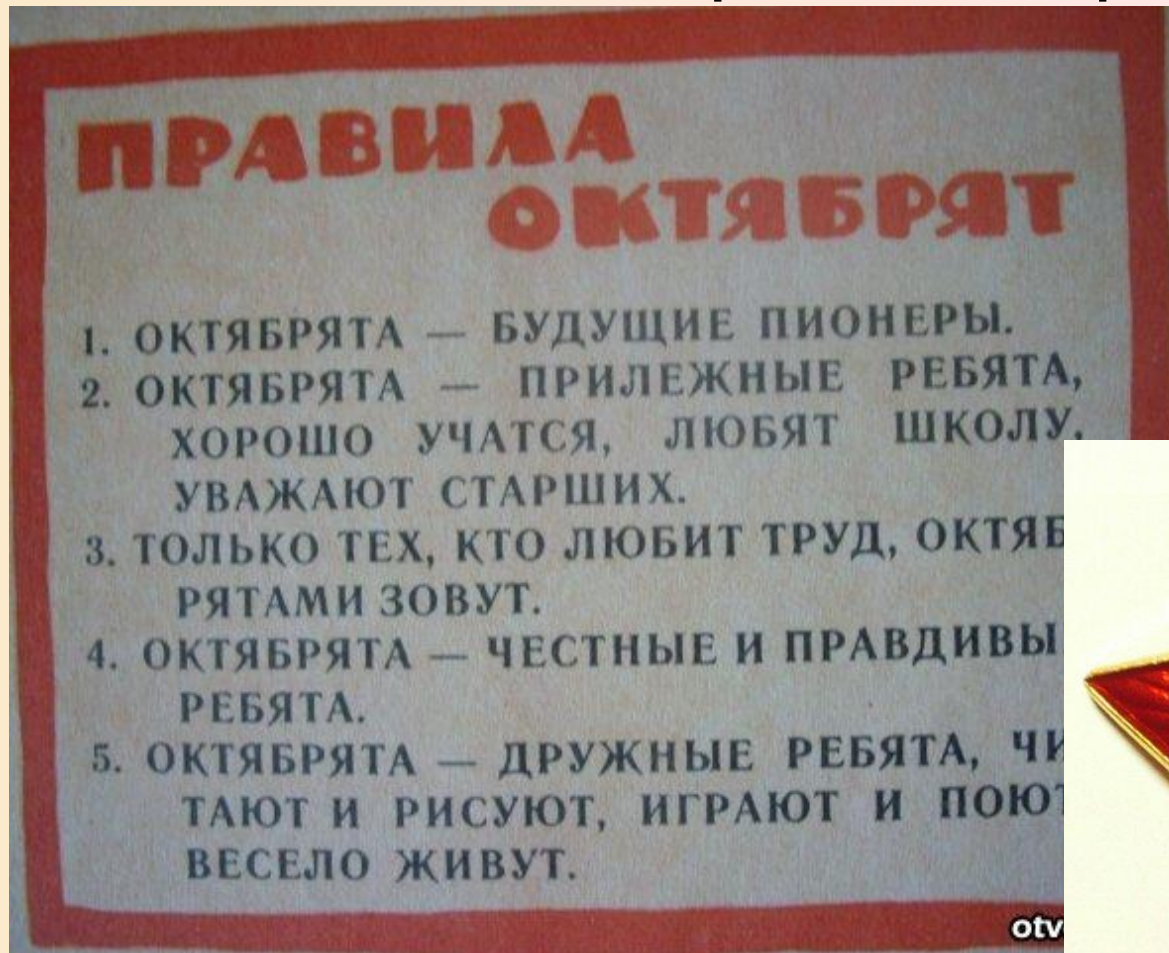 ПРАВИЛА
ОКТЯБРЯТ
1. ОКТЯБРЯТА — БУДУЩИЕ ПИОНЕРЫ.
2. ОКТЯБРЯТА — ПРИЛЕЖНЫЕ РЕБЯТА,
ХОРОШО УЧАТСЯ, ЛЮБЯТ ШКОЛУ,
УВАЖАЮТ СТАРШИХ.
3. ТОЛЬКО ТЕХ, КТО ЛЮБИТ ТРУД, ОКТЯБ
РЯТАМИ ЗОВУТ.
4. ОКТЯБРЯТА — ЧЕСТНЫЕ И ПРАВДИВЫ
РЕБЯТА.
5. ОКТЯБРЯТА — ДРУЖНЫЕ РЕБЯТА, ЧИ
ТАЮТ И РИСУЮТ, ИГРАЮТ И ПОЮТ
ВЕСЕЛО ЖИВУТ.
otv